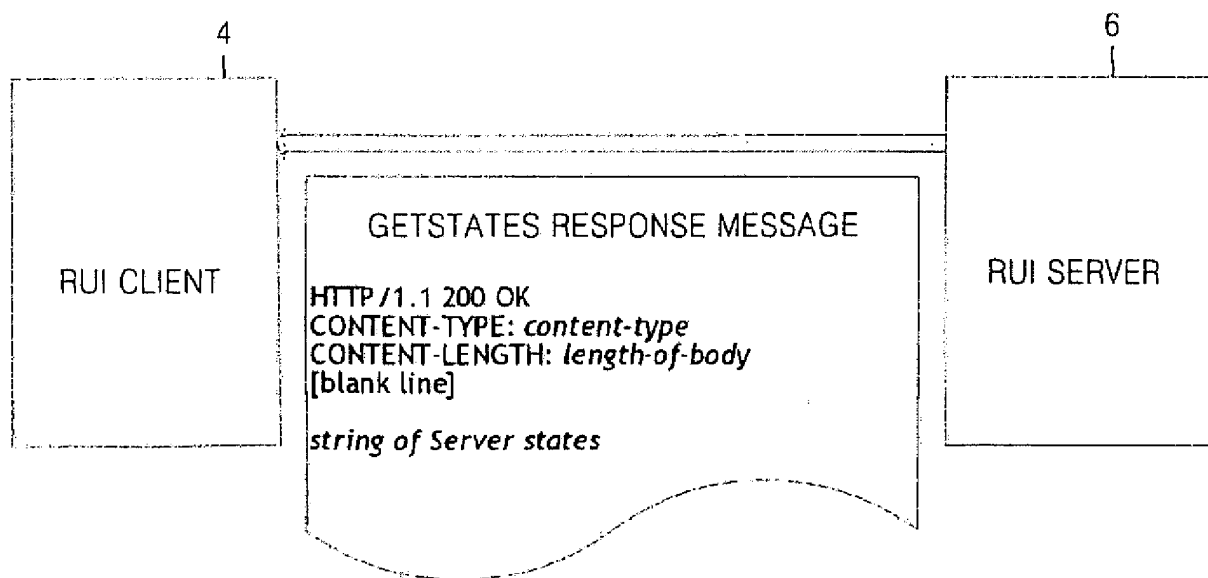 4
6
GETSTATES RESPONSE MESSAGE
RUI CLIENT
RUI SERVER
HTTP/1.1 200 OK
CONTENT-TYPE: content-type
CONTENT-LENGTH: length-of-body
[blank line]
string of Server states